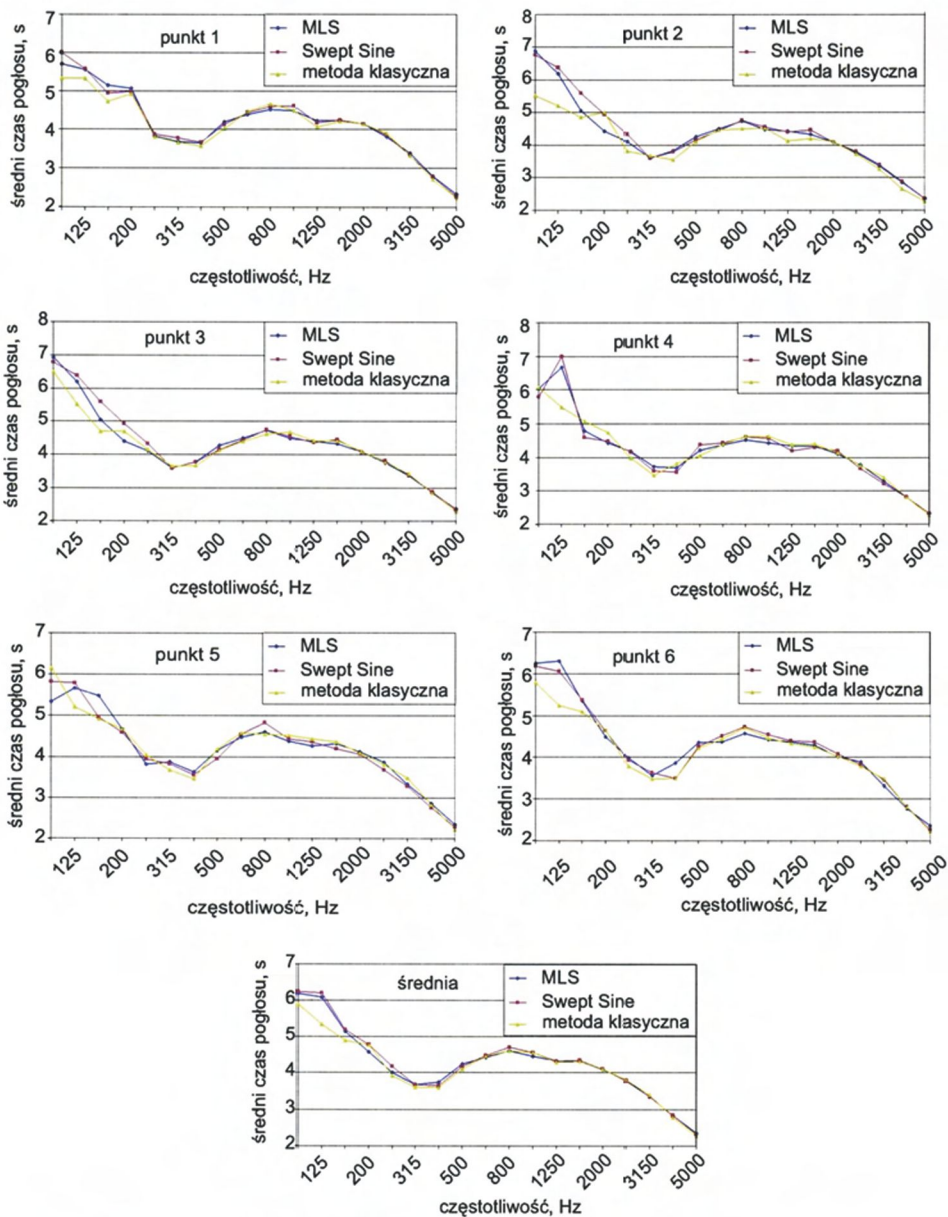 średni czas pogłosu, s
7
6
5
4
3
2
punkt 1
MLS
Swept Sine
metoda klasyczna
125
200
315
500
800
1250
2000
3150
5000
częstotliwość, Hz
średni czas pogłosu, s
8
7
6
5
4
3
2
punkt 2
MLS
Swept Sine
metoda klasyczna
125
200
315
500
800
1250
2000
3150
5000
częstotliwość, Hz
średni czas pogłosu, s
8
7
6
5
4
3
2
punkt 3
MLS
Swept Sine
metoda klasyczna
125
200
315
500
800
1250
2000
3150
5000
częstotliwość, Hz
średni czas pogłosu, s
8
7
6
5
4
3
2
punkt 4
MLS
Swept Sine
metoda klasyczna
125
200
315
500
800
1250
2000
3150
5000
częstotliwość, Hz
średni czas pogłosu, s
7
6
5
4
3
2
punkt 5
MLS
Swept Sine
metoda klasyczna
125
200
315
500
800
1250
2000
3150
5000
częstotliwość, Hz
średni czas pogłosu, s
7
6
5
4
3
2
punkt 6
MLS
Swept Sine
metoda klasyczna
125
200
315
500
800
1250
2000
3150
5000
częstotliwość, Hz
średni czas pogłosu, s
7
6
5
4
3
2
średnia
MLS
Swept Sine
metoda klasyczna
125
200
315
500
800
1250
2000
3150
5000
częstotliwość, Hz